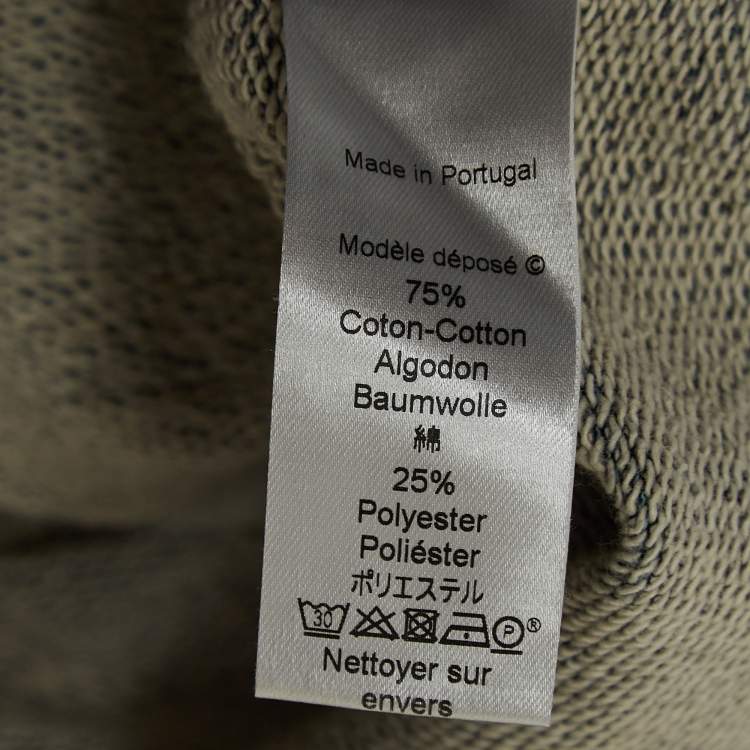 Made in Portugal
Modèle déposé ©
75%
Coton-Cotton
Algodon
Baumwolle
綿
25%
Polyester
Poliéster
ポリエステル
30 P ®
Nettoyer sur
envers